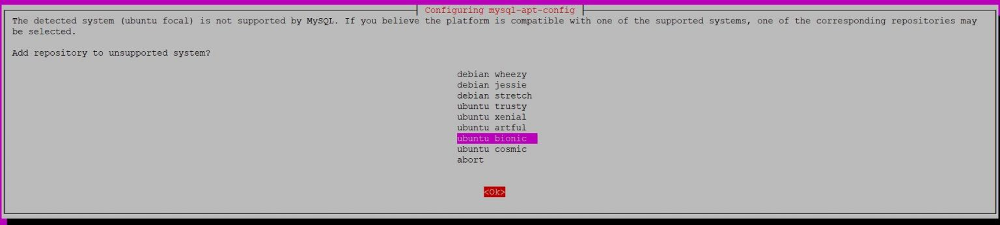 Configuring mysql-apt-config
The detected system (ubuntu focal) is not supported by MySQL. If you believe the platform is compatible with one of the supported systems, one of the corresponding repositories may
be selected.
Add repository to unsupported system?
debian wheezy
debian jessie
debian stretch
ubuntu trusty
ubuntu xenial
ubuntu artful
ubuntu bionic
ubuntu cosmic
abort
<Ok>